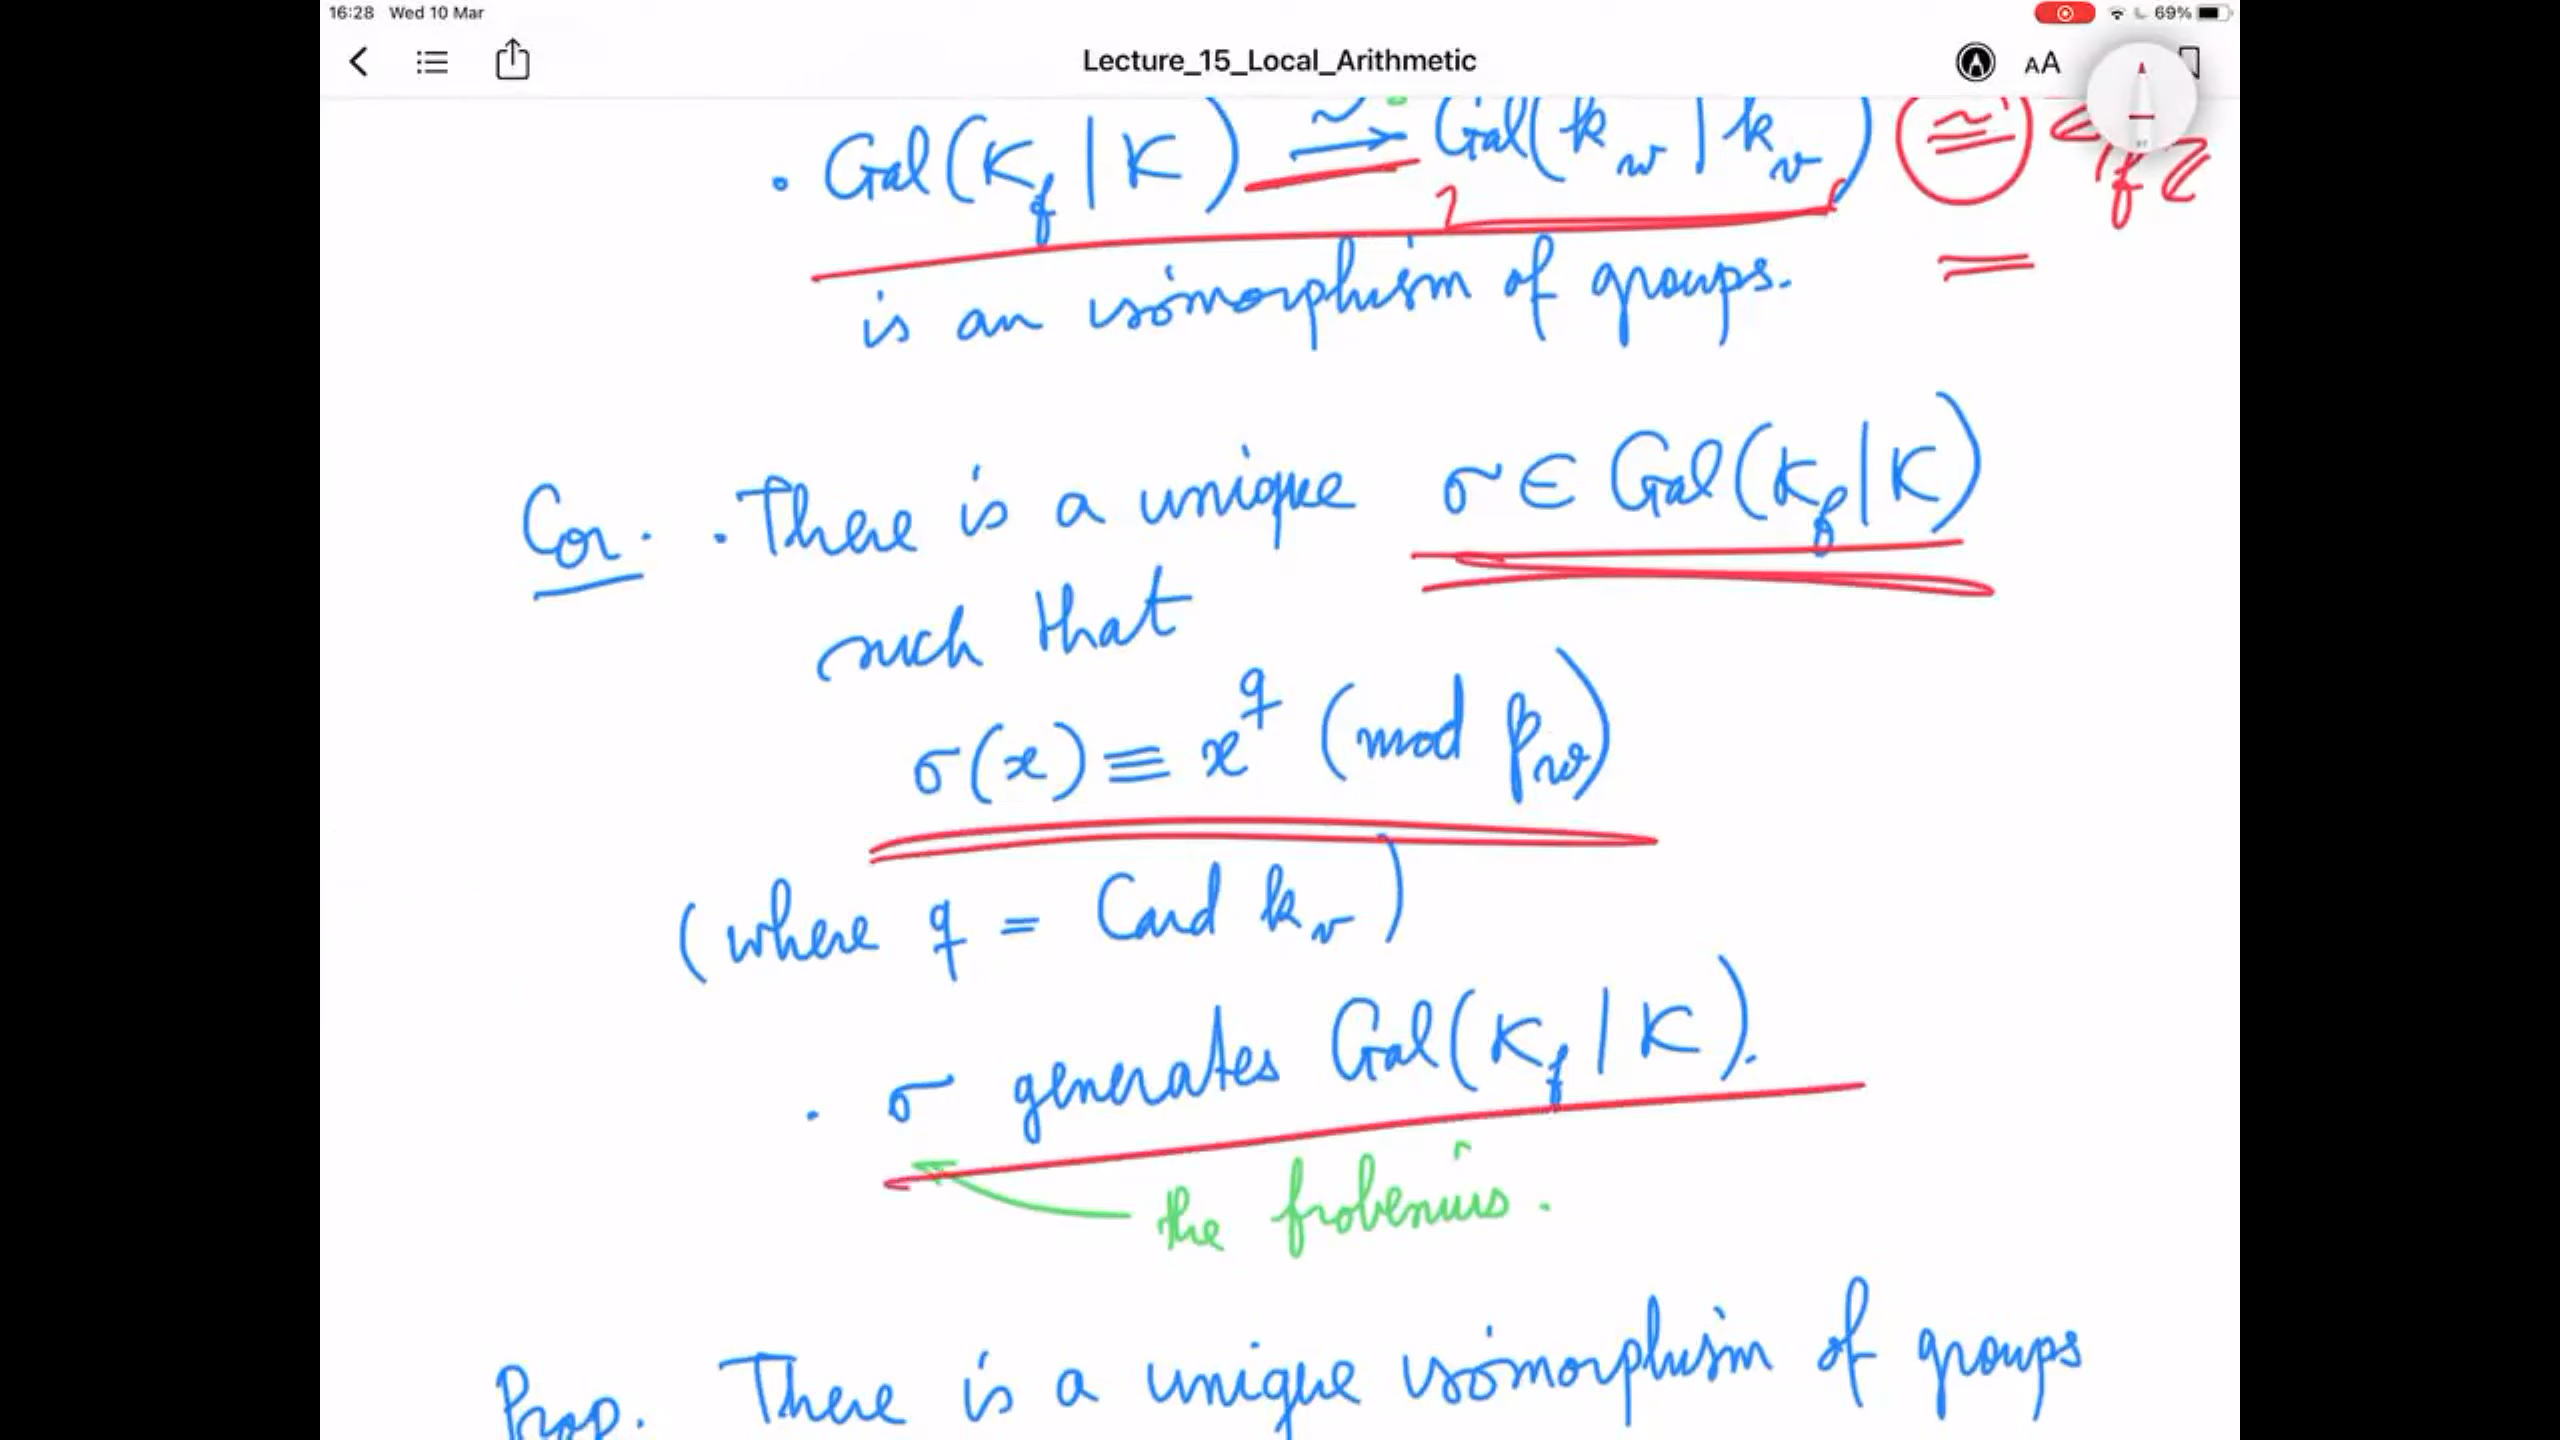 16:28 Wed 10 Mar 69%
Lecture_15_Local_Arithmetic
AA
. Gal(K_f | K) ⥲ Gal(k_w | k_v) ≅ ℤ/fℤ
is an isomorphism of groups.
Cor. . There is a unique σ ∈ Gal(K_f | K)
such that
σ(x) ≡ x^q (mod 𝔭_w)
(where q = Card k_v)
. σ generates Gal(K_f | K).
the frobenius.
Prop. There is a unique isomorphism of groups